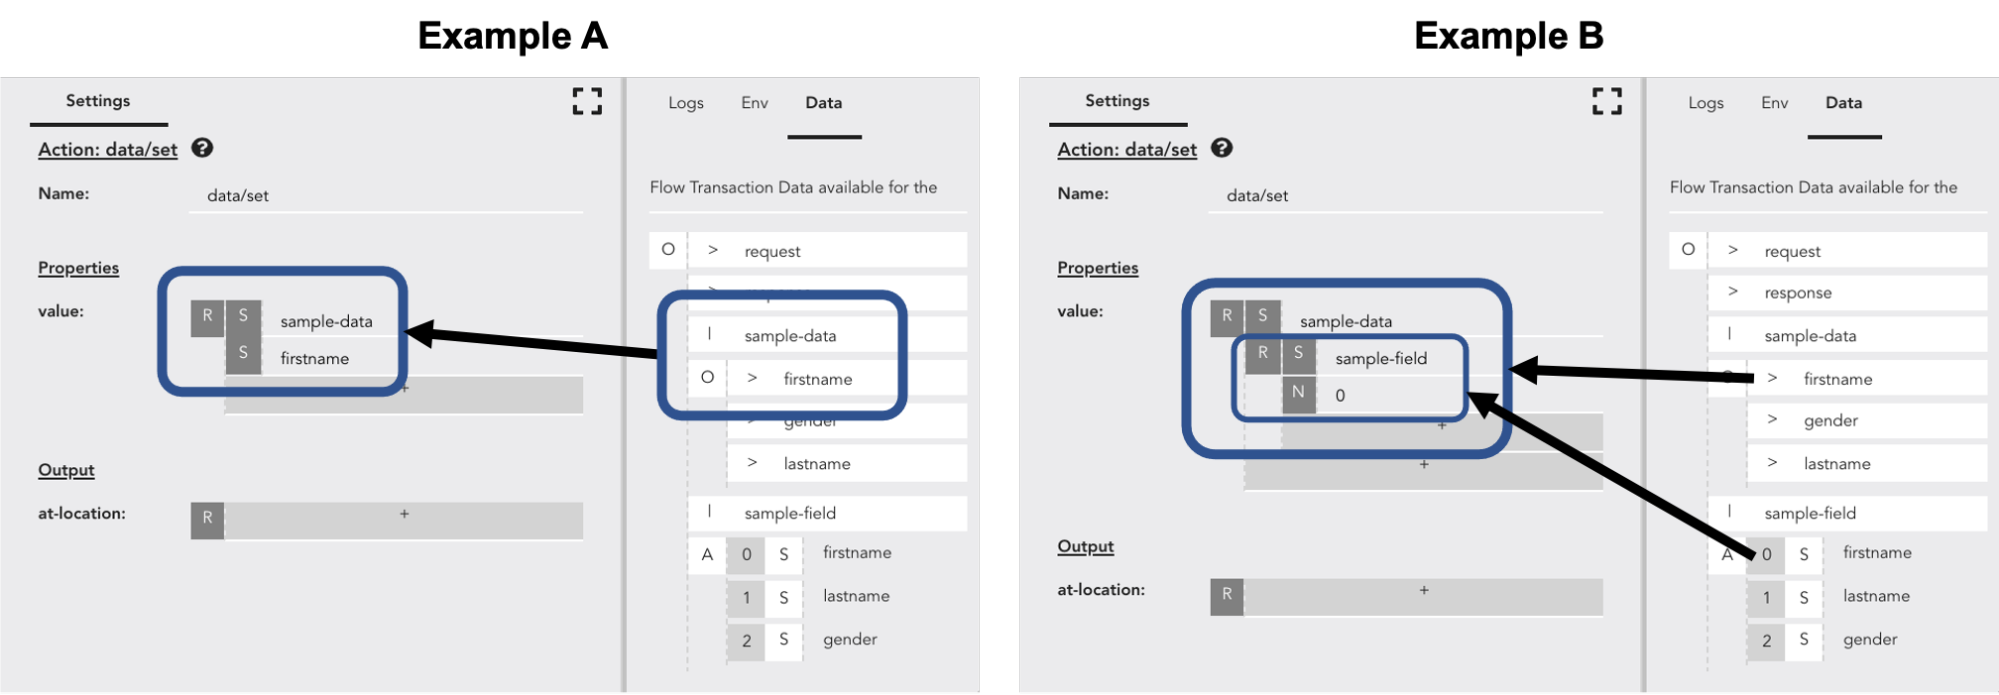 Example A
Settings
Action: data/set ?
Name: data/set
Properties
value: R S sample-data
S firstname
+
Output
at-location: R +
Logs Env Data
Flow Transaction Data available for the
O > request
>
| sample-data
O > firstname
> gender
> lastname
| sample-field
A 0 S firstname
1 S lastname
2 S gender
Example B
Settings
Action: data/set ?
Name: data/set
Properties
value: R S sample-data
R S sample-field
N 0
+
+
Output
at-location: R +
Logs Env Data
Flow Transaction Data available for the
O > request
> response
| sample-data
> firstname
> gender
> lastname
| sample-field
A 0 S firstname
1 S lastname
2 S gender